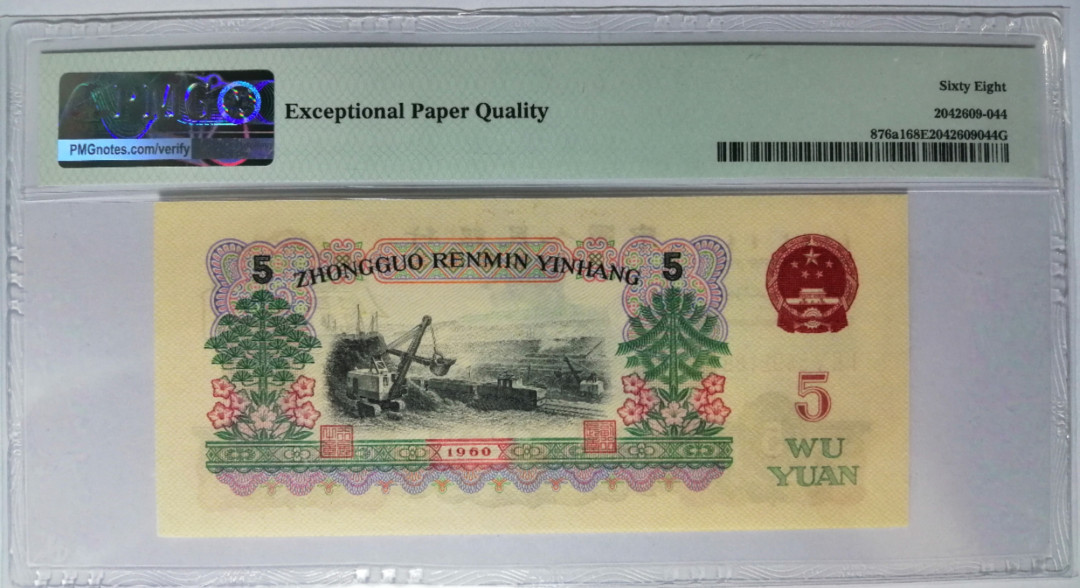 PMG
PMGnotes.com/verify
Exceptional Paper Quality
Sixty Eight
2042609-044
876a168E2042609044G
5 ZHONGGUO RENMIN YINHANG 5
1960
5
WU
YUAN